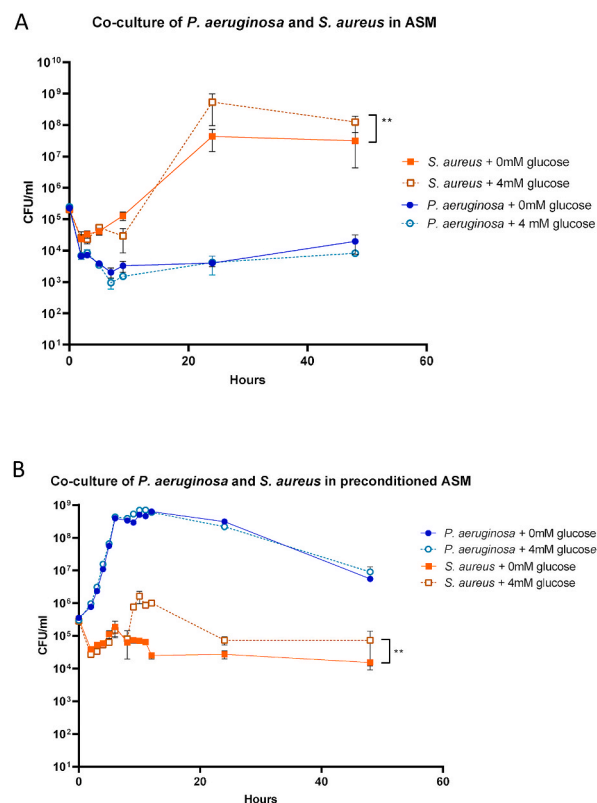 A
Co-culture of P. aeruginosa and S. aureus in ASM
10¹⁰
10⁹
10⁸
10⁷
10⁶
10⁵
10⁴
10³
10²
10¹
CFU/ml
0
20
40
60
Hours
**
S. aureus + 0mM glucose
S. aureus + 4mM glucose
P. aeruginosa + 0mM glucose
P. aeruginosa + 4 mM glucose
B
Co-culture of P. aeruginosa and S. aureus in preconditioned ASM
10⁹
10⁸
10⁷
10⁶
10⁵
10⁴
10³
10²
10¹
CFU/ml
0
20
40
60
Hours
**
P. aeruginosa + 0mM glucose
P. aeruginosa + 4mM glucose
S. aureus + 0mM glucose
S. aureus + 4mM glucose